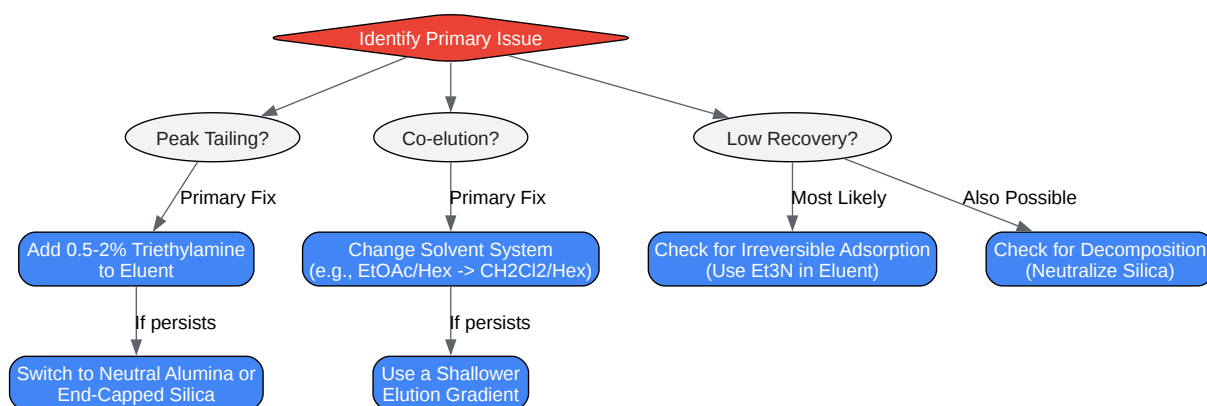 Identify Primary Issue
Peak Tailing?
Co-elution?
Low Recovery?
Primary Fix
Primary Fix
Most Likely
Also Possible
Add 0.5-2% Triethylamine
to Eluent
Change Solvent System
(e.g., EtOAc/Hex -> CH2Cl2/Hex)
Check for Irreversible Adsorption
(Use Et3N in Eluent)
Check for Decomposition
(Neutralize Silica)
If persists
If persists
Switch to Neutral Alumina or
End-Capped Silica
Use a Shallower
Elution Gradient